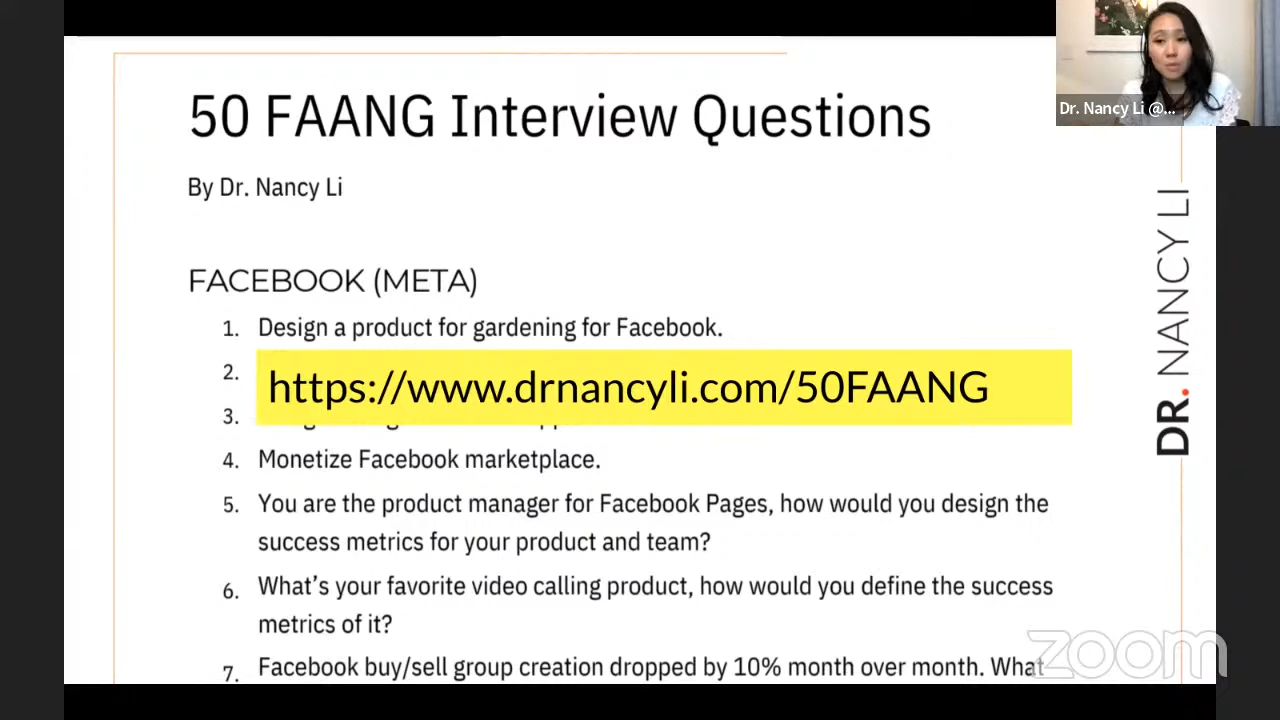 50 FAANG Interview Questions
By Dr. Nancy Li
FACEBOOK (META)
1. Design a product for gardening for Facebook.
2.
https://www.drnancyli.com/50FAANG
3.
4. Monetize Facebook marketplace.
5. You are the product manager for Facebook Pages, how would you design the
success metrics for your product and team?
6. What's your favorite video calling product, how would you define the success
metrics of it?
7. Facebook buy/sell group creation dropped by 10% month over month. What
Dr. Nancy Li @...
DR. NANCY LI
zoom